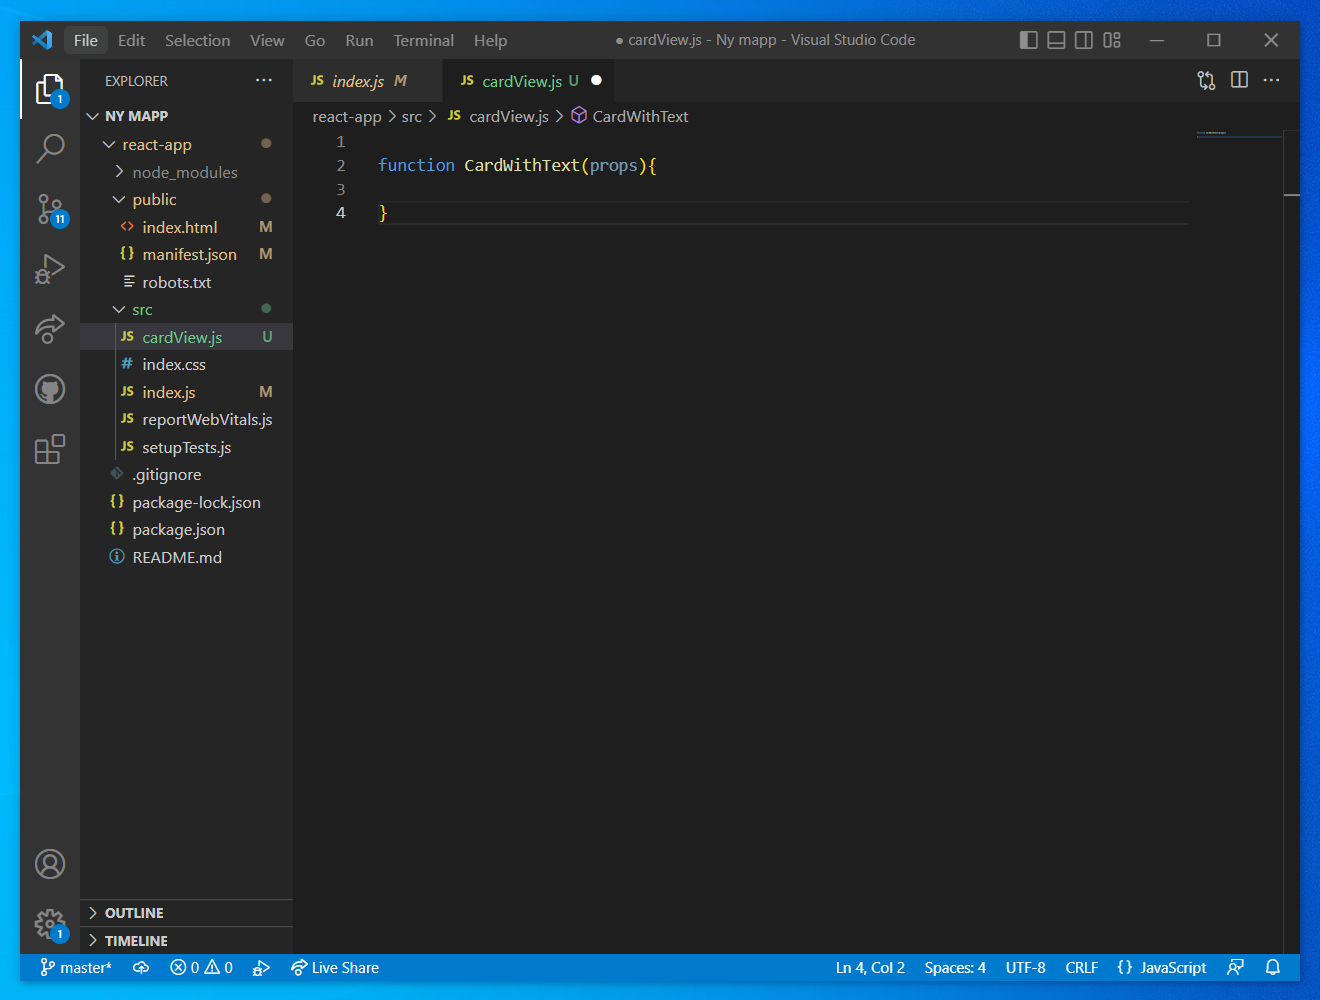 File Edit Selection View Go Run Terminal Help ● cardView.js - Ny mapp - Visual Studio Code
EXPLORER ···
JS index.js M JS cardView.js U
react-app > src > JS cardView.js > CardWithText
NY MAPP
react-app
node_modules
public
index.html M
manifest.json M
robots.txt
src
JS cardView.js U
# index.css
JS index.js M
JS reportWebVitals.js
JS setupTests.js
.gitignore
{} package-lock.json
{} package.json
README.md
OUTLINE
TIMELINE
1
11
1
1
2 function CardWithText(props){
3
4 }
master* 0 0 Live Share Ln 4, Col 2 Spaces: 4 UTF-8 CRLF {} JavaScript